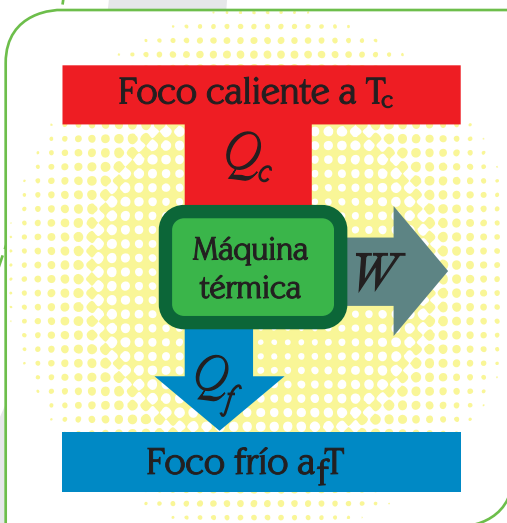 Foco caliente a Tc
Qc
Máquina
térmica
W
Qf
Foco frío afT